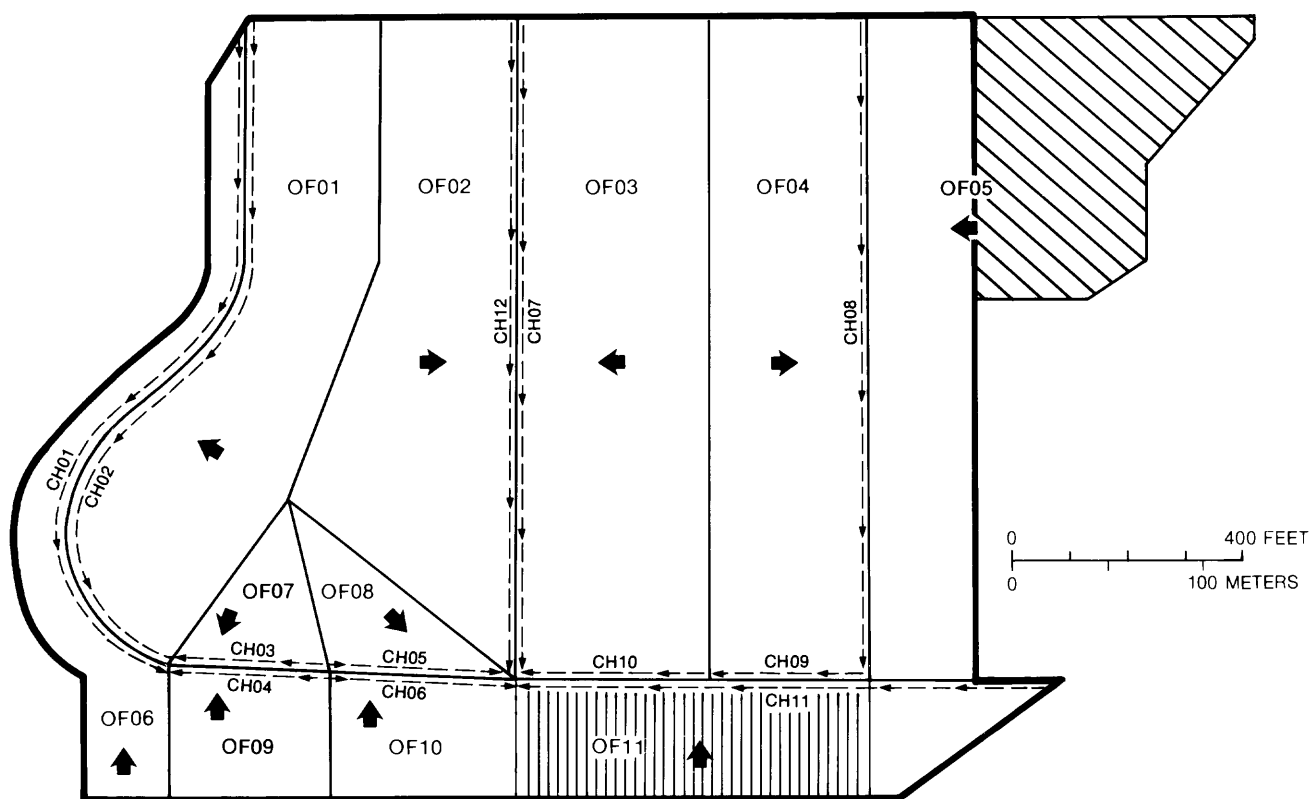 OF01
OF02
OF03
OF04
OF05
CH12
CH07
CH08
CH01
CH02
0 400 FEET
0 100 METERS
OF07
OF08
CH03
CH05
CH10
CH09
CH04
CH06
CH11
OF06
OF09
OF10
OF11